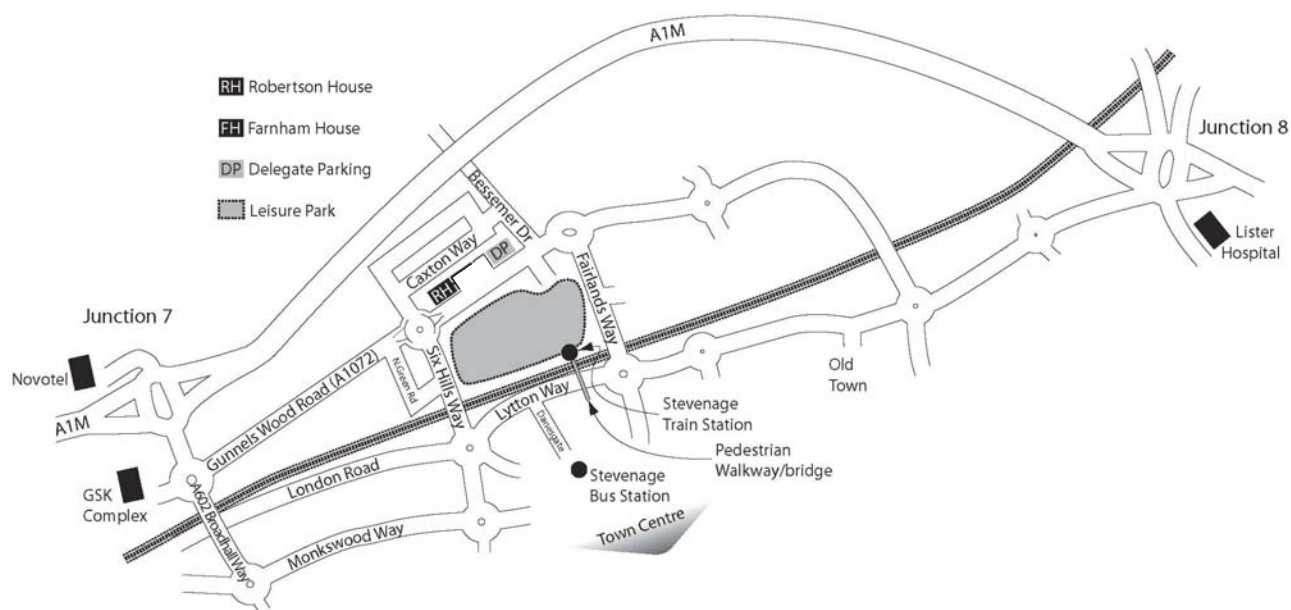 A1M
RH Robertson House
FH Farnham House
DP Delegate Parking
Leisure Park
Junction 8
Lister
Hospital
Bessemer Dr
Caxton Way
DP
RH
Fairlands Way
Junction 7
Novotel
A1M
Six Hills Way
N.Green Rd
Gunnels Wood Road (A1072)
Old
Town
Lytton Way
Stevenage
Train Station
Danesgate
Pedestrian
Walkway/bridge
Stevenage
Bus Station
London Road
GSK
Complex
A602 Broadhall Way
Town Centre
Monkswood Way